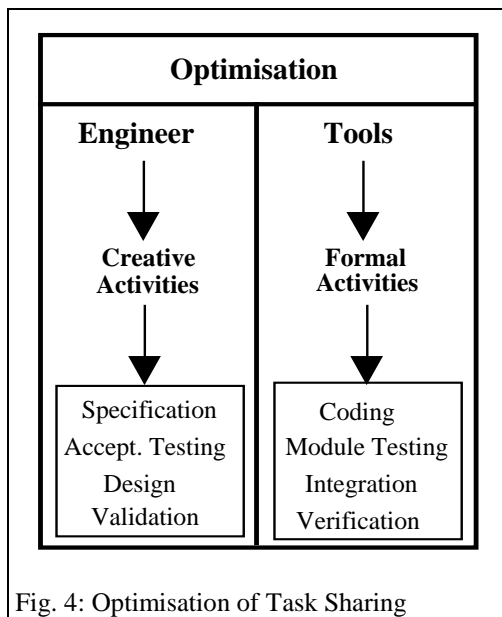 Optimisation
Engineer
Creative
Activities
Specification
Accept. Testing
Design
Validation
Tools
Formal
Activities
Coding
Module Testing
Integration
Verification
Fig. 4: Optimisation of Task Sharing